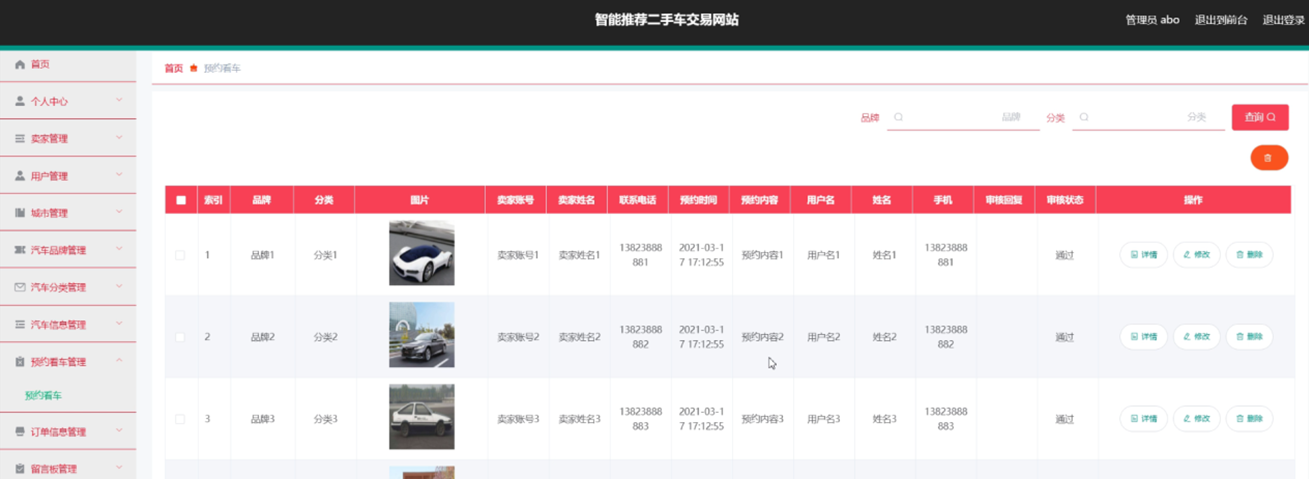 智能推荐二手车交易网站
管理员 abo 退出到前台 退出登录
首页
个人中心
卖家管理
用户管理
城市管理
汽车品牌管理
汽车分类管理
汽车信息管理
预约看车管理
预约看车
订单信息管理
留言板管理
首页 预约看车
品牌 品牌 分类 分类 查询
索引 品牌 分类 图片 卖家账号 卖家姓名 联系电话 预约时间 预约内容 用户名 姓名 手机 审核回复 审核状态 操作
1 品牌1 分类1 卖家账号1 卖家姓名1 13823888881 2021-03-17 17:12:55 预约内容1 用户名1 姓名1 13823888881 通过 详情 修改 删除
2 品牌2 分类2 卖家账号2 卖家姓名2 13823888882 2021-03-17 17:12:55 预约内容2 用户名2 姓名2 13823888882 通过 详情 修改 删除
3 品牌3 分类3 卖家账号3 卖家姓名3 13823888883 2021-03-17 17:12:55 预约内容3 用户名3 姓名3 13823888883 通过 详情 修改 删除